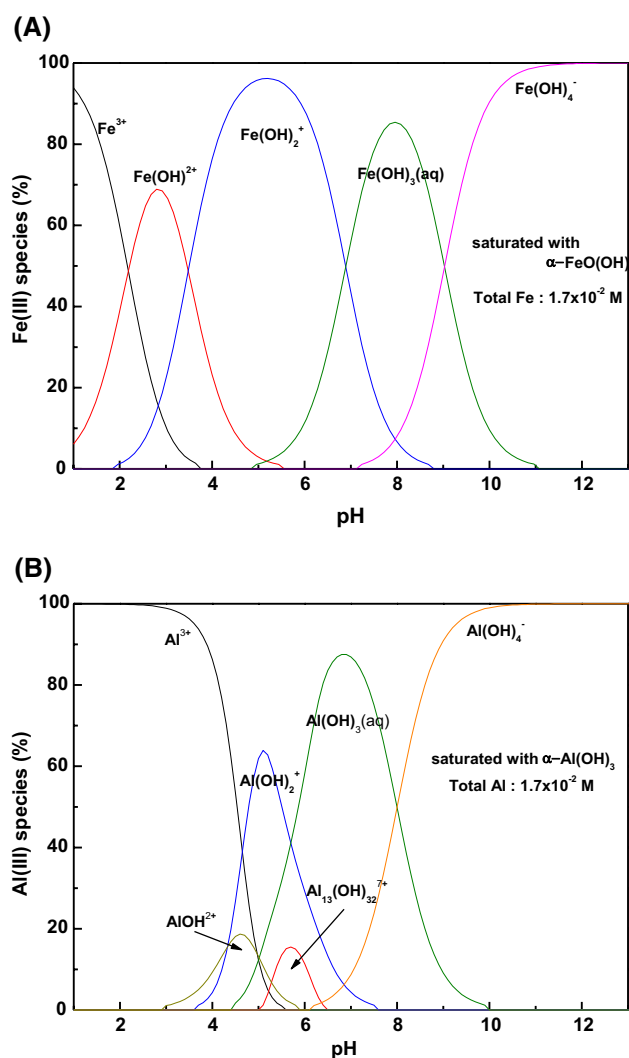 (A)
100
80
60
40
20
0
Fe(III) species (%)
Fe³⁺
Fe(OH)²⁺
Fe(OH)₂⁺
Fe(OH)₃(aq)
Fe(OH)₄⁻
saturated with
α−FeO(OH)
Total Fe : 1.7x10⁻² M
2 4 6 8 10 12
pH
(B)
100
80
60
40
20
0
Al(III) species (%)
Al³⁺
Al(OH)₄⁻
Al(OH)₃(aq)
Al(OH)₂⁺
saturated with α−Al(OH)₃
Total Al : 1.7x10⁻² M
Al₁₃(OH)₃₂⁷⁺
AlOH²⁺
2 4 6 8 10 12
pH